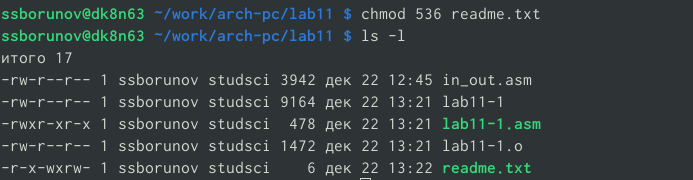 ssborunov@dk8n63 ~/work/arch-pc/lab11 $ chmod 536 readme.txt
ssborunov@dk8n63 ~/work/arch-pc/lab11 $ ls -l
итого 17
-rw-r--r-- 1 ssborunov studsci 3942 дек 22 12:45 in_out.asm
-rw-r--r-- 1 ssborunov studsci 9164 дек 22 13:21 lab11-1
-rwxr-xr-x 1 ssborunov studsci  478 дек 22 13:21 lab11-1.asm
-rw-r--r-- 1 ssborunov studsci 1472 дек 22 13:21 lab11-1.o
-r-x-wxrw- 1 ssborunov studsci    6 дек 22 13:22 readme.txt